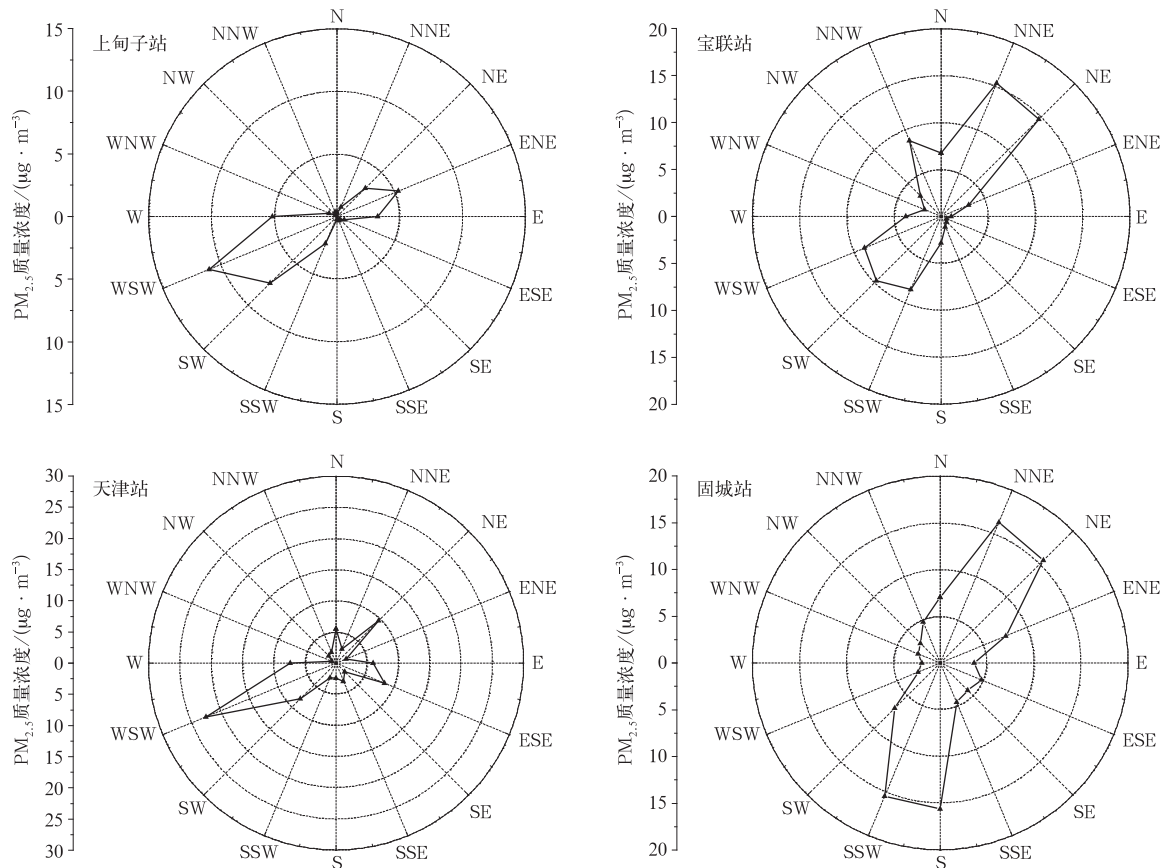 上甸子站
PM2.5质量浓度/(μg · m−3)
15
10
5
0
5
10
15
N
NNE
NE
ENE
E
ESE
SE
SSE
S
SSW
SW
WSW
W
WNW
NW
NNW
宝联站
PM2.5质量浓度/(μg · m−3)
20
15
10
5
0
5
10
15
20
N
NNE
NE
ENE
E
ESE
SE
SSE
S
SSW
SW
WSW
W
WNW
NW
NNW
天津站
PM2.5质量浓度/(μg · m−3)
30
25
20
15
10
5
0
5
10
15
20
25
30
N
NNE
NE
ENE
E
ESE
SE
SSE
S
SSW
SW
WSW
W
WNW
NW
NNW
固城站
PM2.5质量浓度/(μg · m−3)
20
15
10
5
0
5
10
15
20
N
NNE
NE
ENE
E
ESE
SE
SSE
S
SSW
SW
WSW
W
WNW
NW
NNW